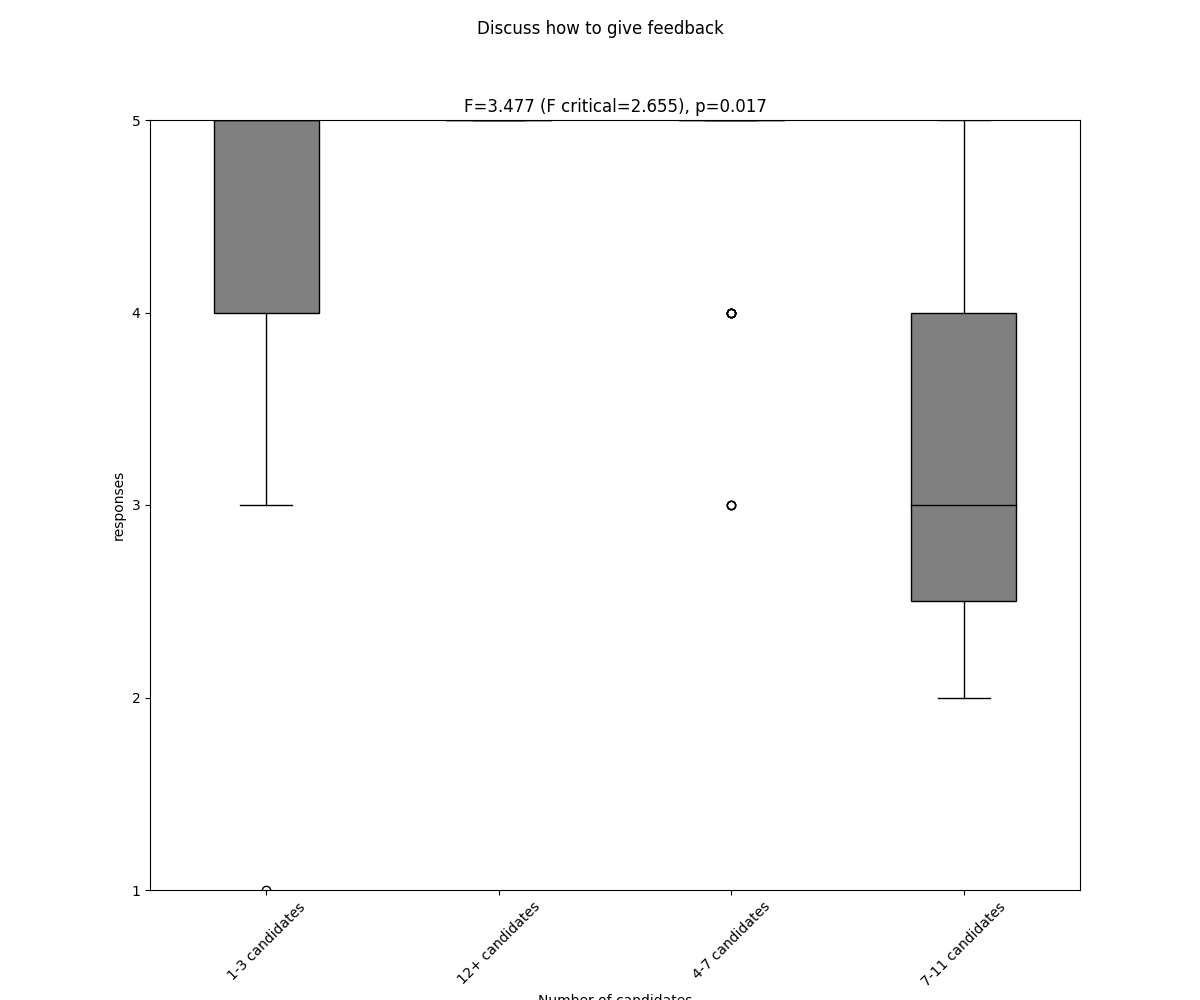 Discuss how to give feedback
F=3.477 (F critical=2.655), p=0.017
5
4
3
2
1
responses
1-3 candidates
12+ candidates
4-7 candidates
7-11 candidates
Number of candidates